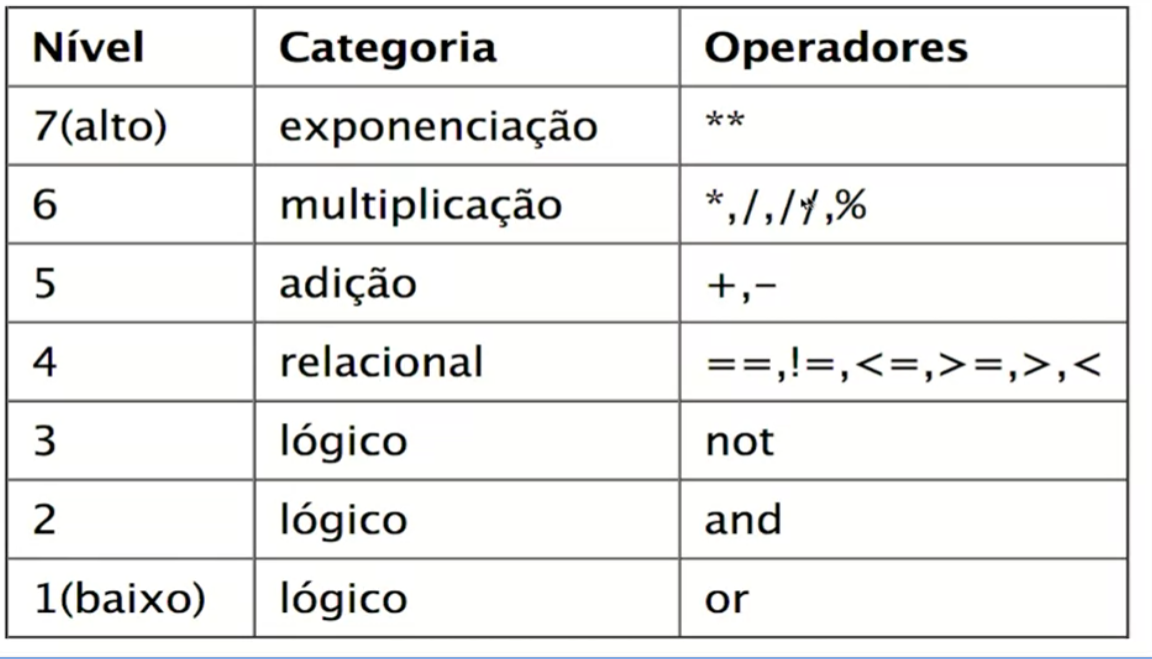 Nível Categoria Operadores
7(alto) exponenciação **
6 multiplicação *,/,//,%
5 adição +,-
4 relacional ==,!=,<=,>=,>,<
3 lógico not
2 lógico and
1(baixo) lógico or